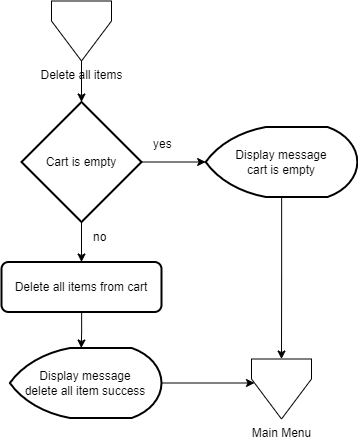 Delete all items
Cart is empty
yes
Display message
cart is empty
no
Delete all items from cart
Display message
delete all item success
Main Menu